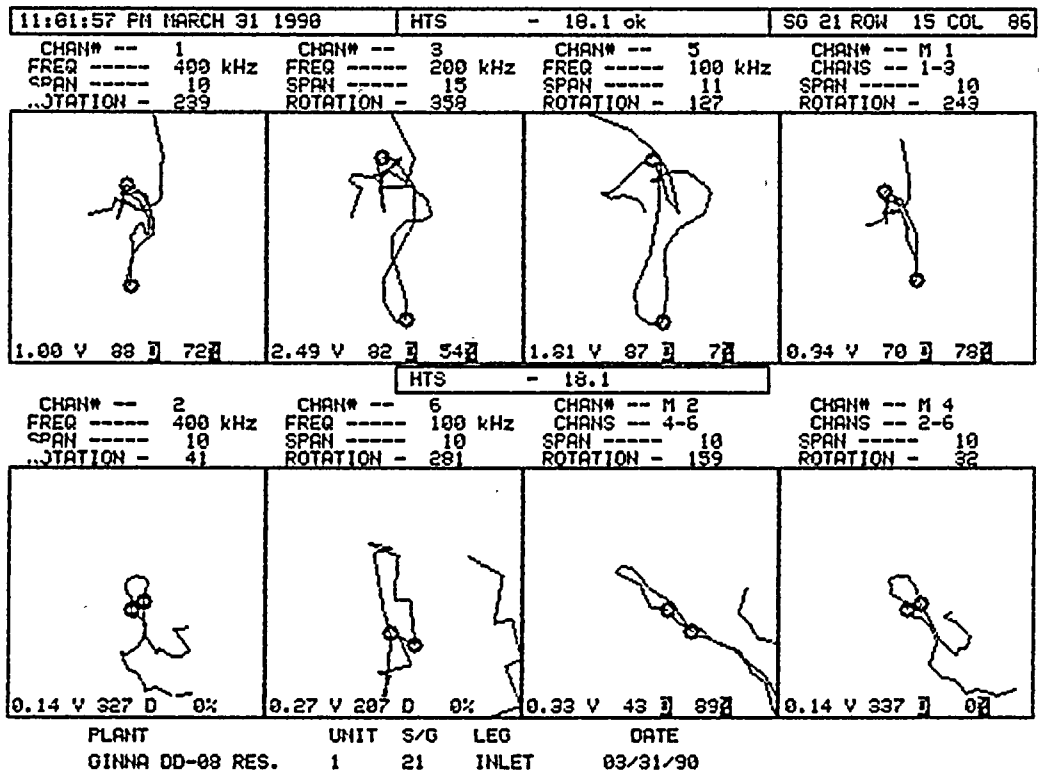 11:01:57 PM MARCH 31 1990 HTS - 18.1 ok SG 21 ROW 15 COL 86
CHAN# -- 1 CHAN# -- 3 CHAN# -- 5 CHAN# -- M 1
FREQ ----- 400 kHz FREQ ----- 200 kHz FREQ ----- 100 kHz CHANS -- 1-3
SPAN ----- 10 SPAN ----- 15 SPAN ----- 11 SPAN ----- 10
..OTATION - 239 ROTATION - 358 ROTATION - 127 ROTATION - 243
1.00 V 88 D 72% 2.49 V 82 D 54% 1.81 V 87 D 7% 0.94 V 70 D 78%
HTS - 18.1
CHAN# -- 2 CHAN# -- 6 CHAN# -- M 2 CHAN# -- M 4
FREQ ----- 400 kHz FREQ ----- 100 kHz CHANS -- 4-6 CHANS -- 2-6
SPAN ----- 10 SPAN ----- 10 SPAN ----- 10 SPAN ----- 10
..OTATION - 41 ROTATION - 281 ROTATION - 159 ROTATION - 32
0.14 V 327 D 0% 0.27 V 207 D 0% 0.33 V 43 D 89% 0.14 V 337 D 0%
PLANT UNIT S/G LEG DATE
GINNA DD-08 RES. 1 21 INLET 03/31/90